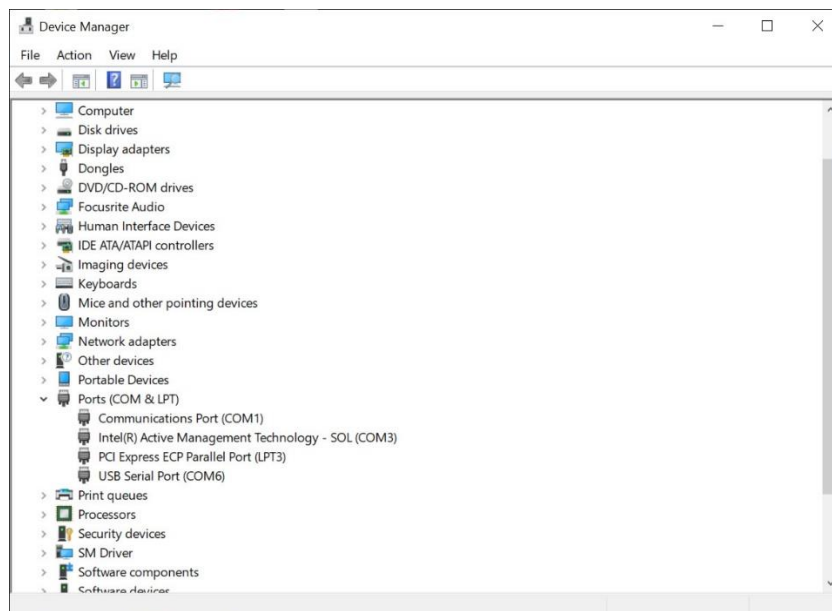 Device Manager
File Action View Help
Computer
Disk drives
Display adapters
Dongles
DVD/CD-ROM drives
Focusrite Audio
Human Interface Devices
IDE ATA/ATAPI controllers
Imaging devices
Keyboards
Mice and other pointing devices
Monitors
Network adapters
Other devices
Portable Devices
Ports (COM & LPT)
Communications Port (COM1)
Intel(R) Active Management Technology - SOL (COM3)
PCI Express ECP Parallel Port (LPT3)
USB Serial Port (COM6)
Print queues
Processors
Security devices
SM Driver
Software components
Software devices